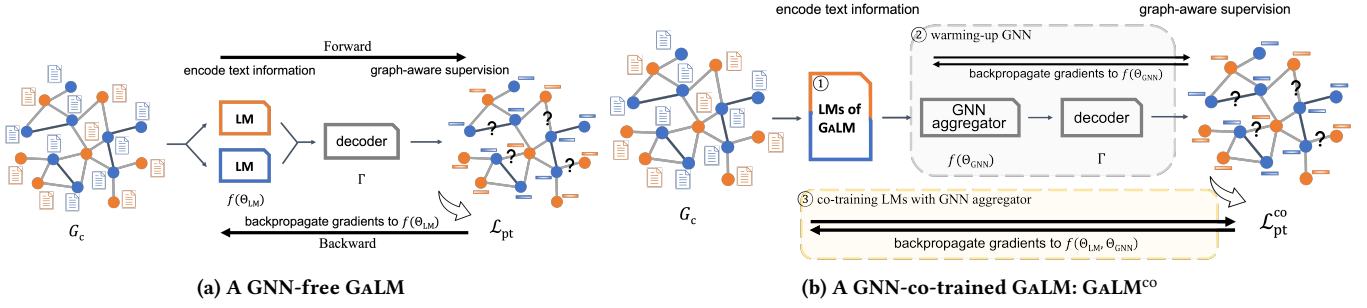 Forward
encode text information
graph-aware supervision
LM
LM
decoder
f(Θ_LM)
Γ
?
?
?
?
G_c
backpropagate gradients to f(Θ_LM)
Backward
ℒ_pt
(a) A GNN-free GALM
encode text information
graph-aware supervision
② warming-up GNN
backpropagate gradients to f(Θ_GNN)
①
LMs of
GALM
GNN
aggregator
decoder
f(Θ_GNN)
Γ
?
?
?
?
G_c
③ co-training LMs with GNN aggregator
backpropagate gradients to f(Θ_LM, Θ_GNN)
ℒ_pt^co
(b) A GNN-co-trained GALM: GALM^co